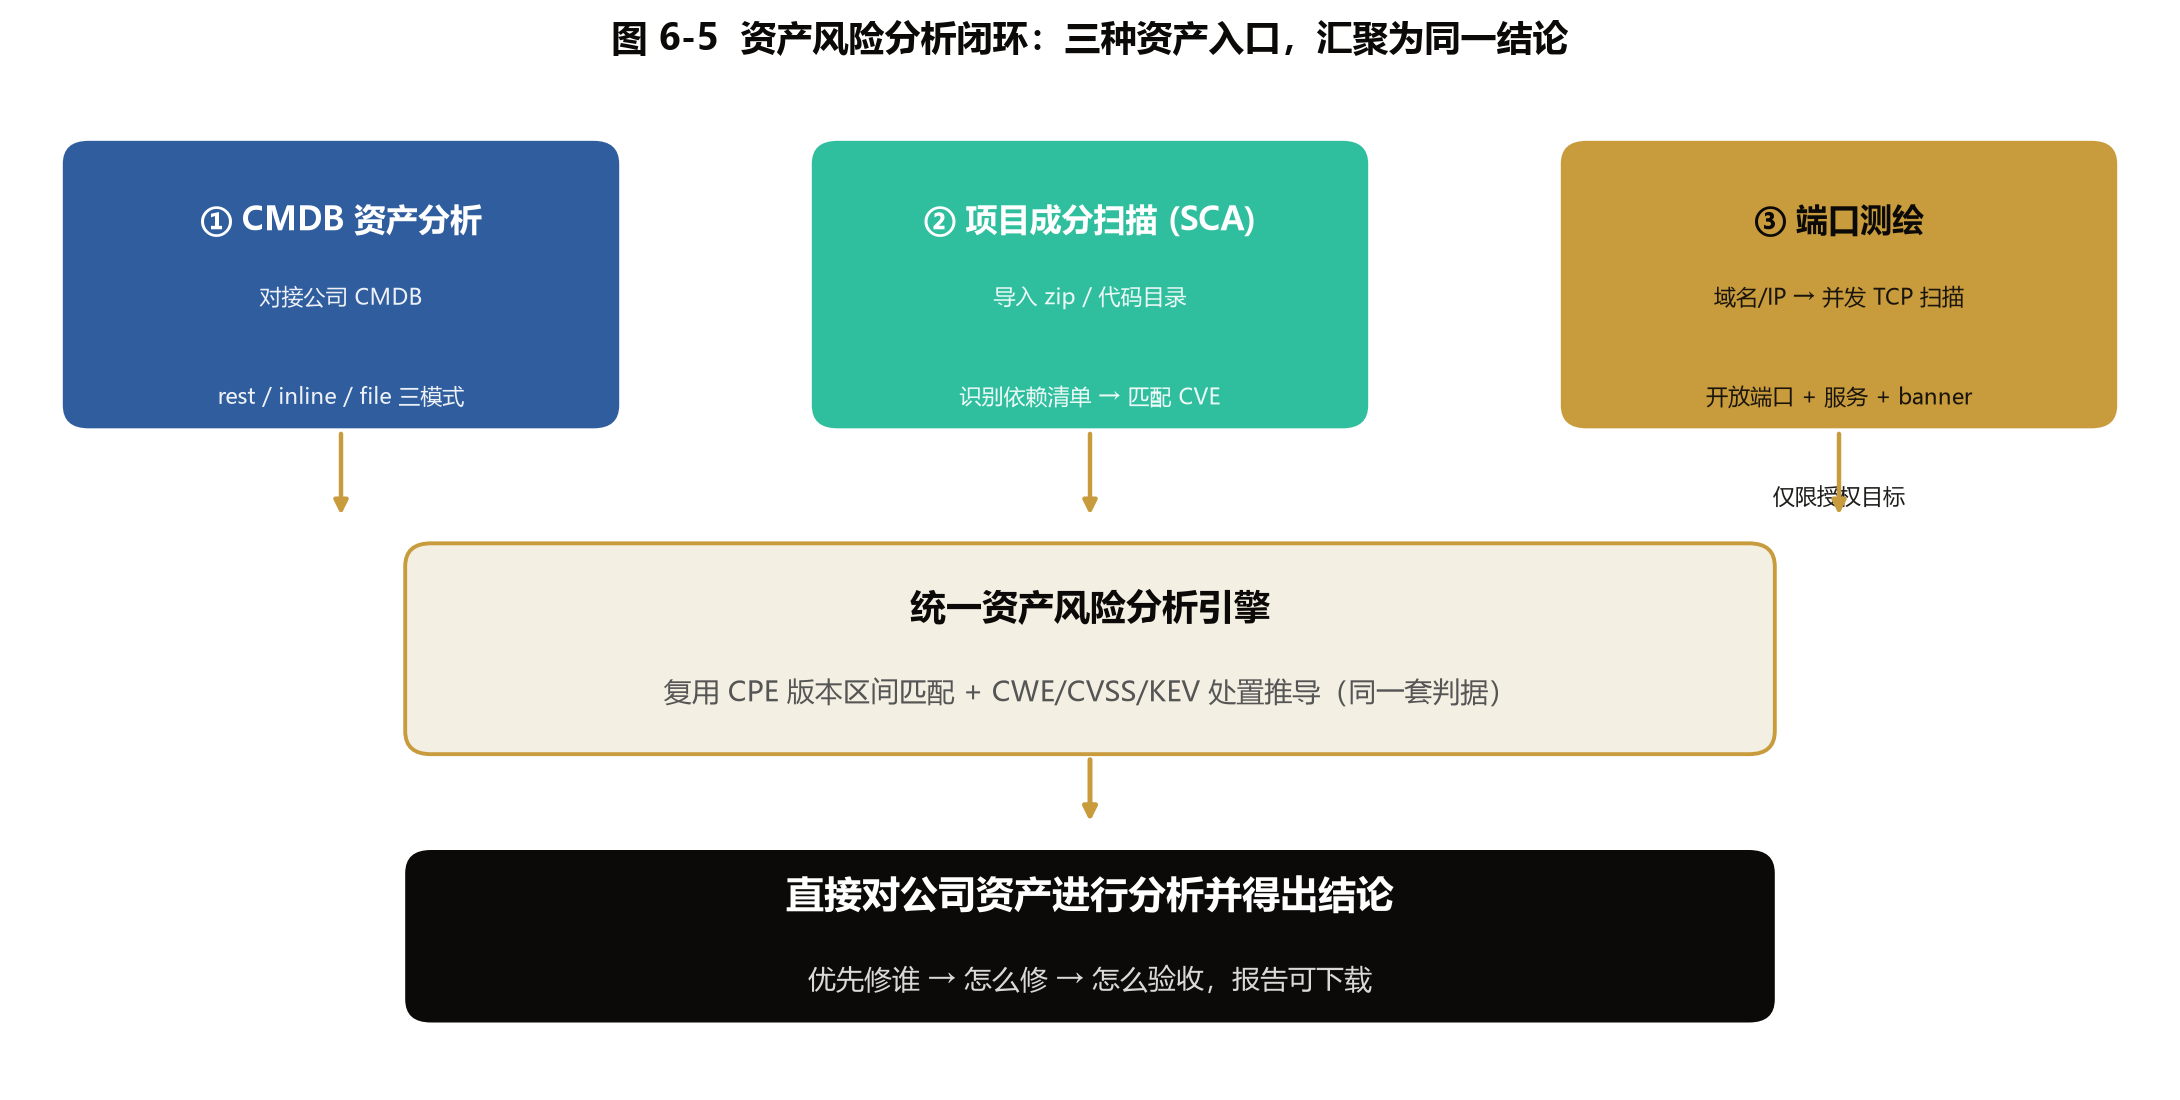 图 6-5 资产风险分析闭环：三种资产入口，汇聚为同一结论
① CMDB 资产分析
对接公司 CMDB
rest / inline / file 三模式
② 项目成分扫描 (SCA)
导入 zip / 代码目录
识别依赖清单 → 匹配 CVE
③ 端口测绘
域名/IP → 并发 TCP 扫描
开放端口 + 服务 + banner
仅限授权目标
统一资产风险分析引擎
复用 CPE 版本区间匹配 + CWE/CVSS/KEV 处置推导（同一套判据）
直接对公司资产进行分析并得出结论
优先修谁 → 怎么修 → 怎么验收，报告可下载